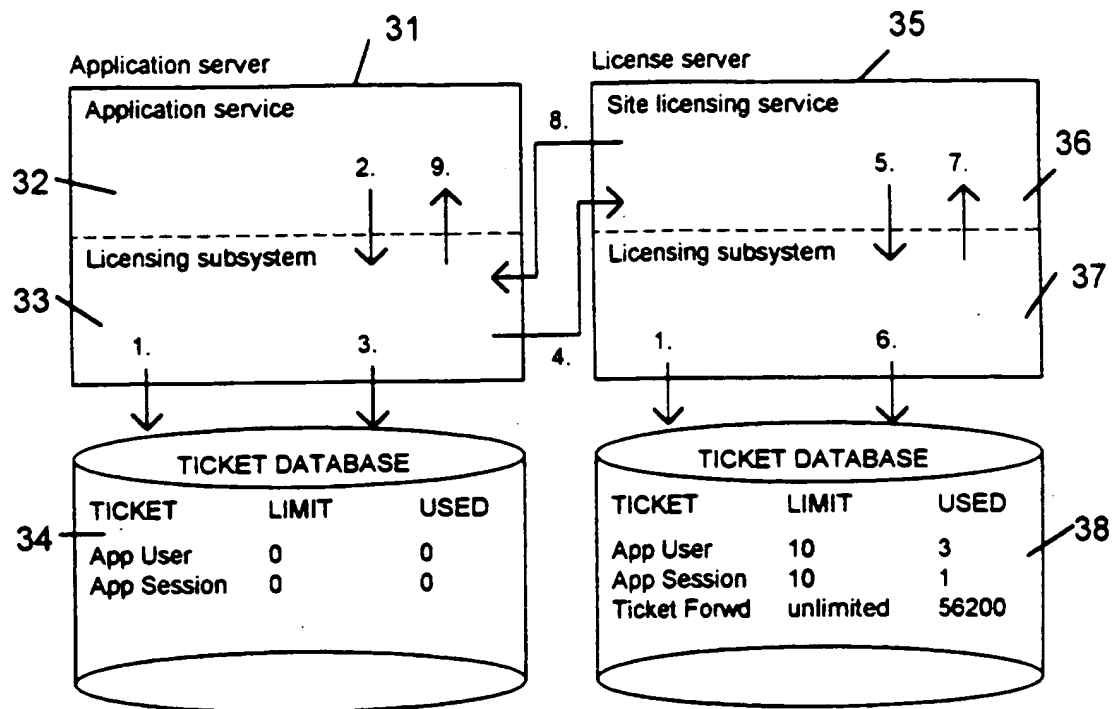 31
35
Application server
License server
Application service
Site licensing service
8.
36
32
2.
9.
5.
7.
Licensing subsystem
Licensing subsystem
37
33
1.
3.
4.
1.
6.
TICKET DATABASE
TICKET LIMIT USED
34
App User 0 0
App Session 0 0
TICKET DATABASE
TICKET LIMIT USED
38
App User 10 3
App Session 10 1
Ticket Forwd unlimited 56200